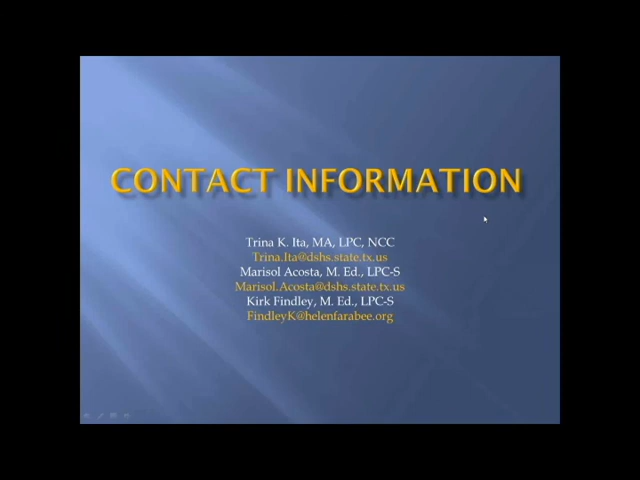 CONTACT INFORMATION
Trina K. Ita, MA, LPC, NCC
Trina.Ita@dshs.state.tx.us
Marisol Acosta, M. Ed., LPC-S
Marisol.Acosta@dshs.state.tx.us
Kirk Findley, M. Ed., LPC-S
FindleyK@helenfarabee.org